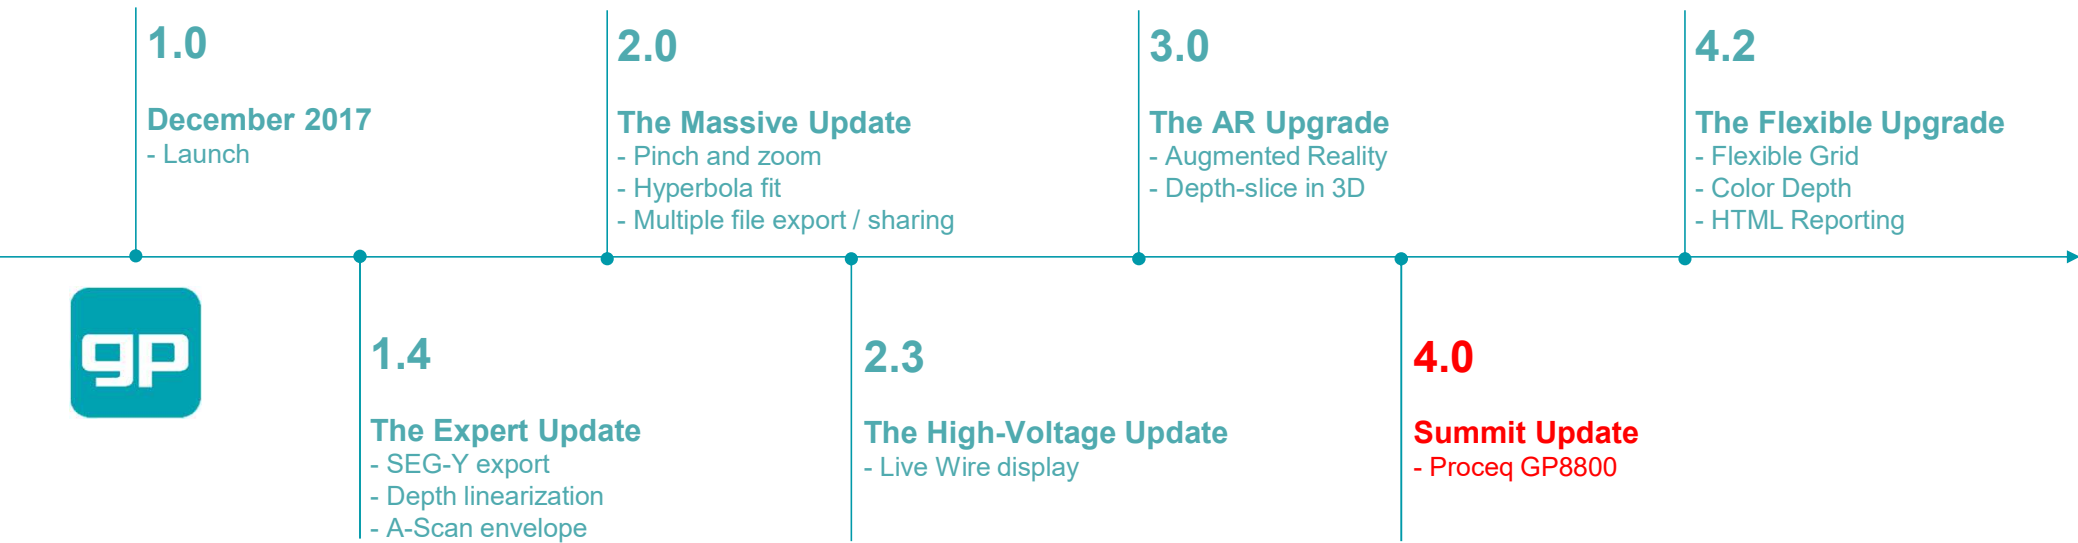 1.0
December 2017
- Launch
2.0
The Massive Update
- Pinch and zoom
- Hyperbola fit
- Multiple file export / sharing
3.0
The AR Upgrade
- Augmented Reality
- Depth-slice in 3D
4.2
The Flexible Upgrade
- Flexible Grid
- Color Depth
- HTML Reporting
gp
1.4
The Expert Update
- SEG-Y export
- Depth linearization
- A-Scan envelope
2.3
The High-Voltage Update
- Live Wire display
4.0
Summit Update
- Proceq GP8800